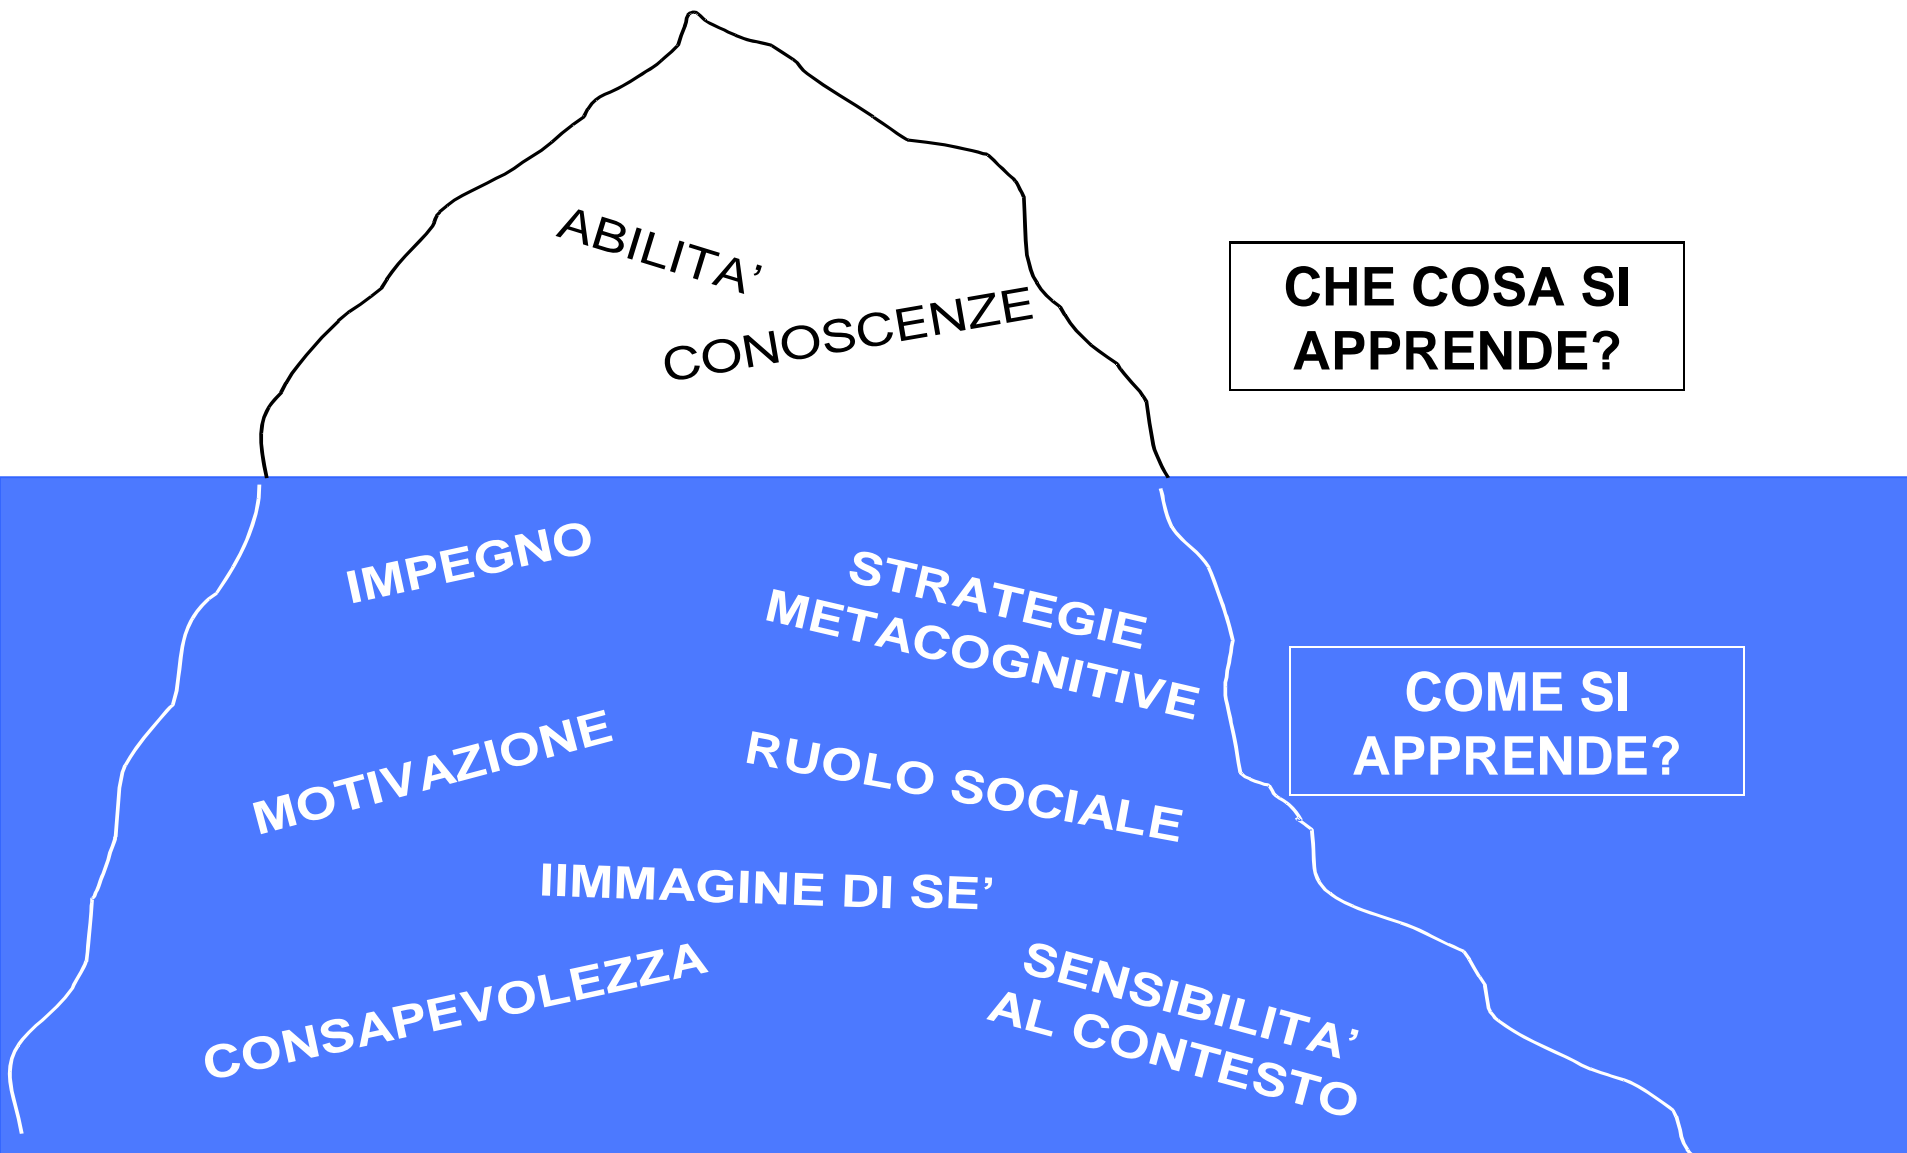 ABILITA’
CONOSCENZE
CHE COSA SI
APPRENDE?
IMPEGNO
STRATEGIE
METACOGNITIVE
COME SI
APPRENDE?
MOTIVAZIONE
RUOLO SOCIALE
IIMMAGINE DI SE’
CONSAPEVOLEZZA
SENSIBILITA’
AL CONTESTO